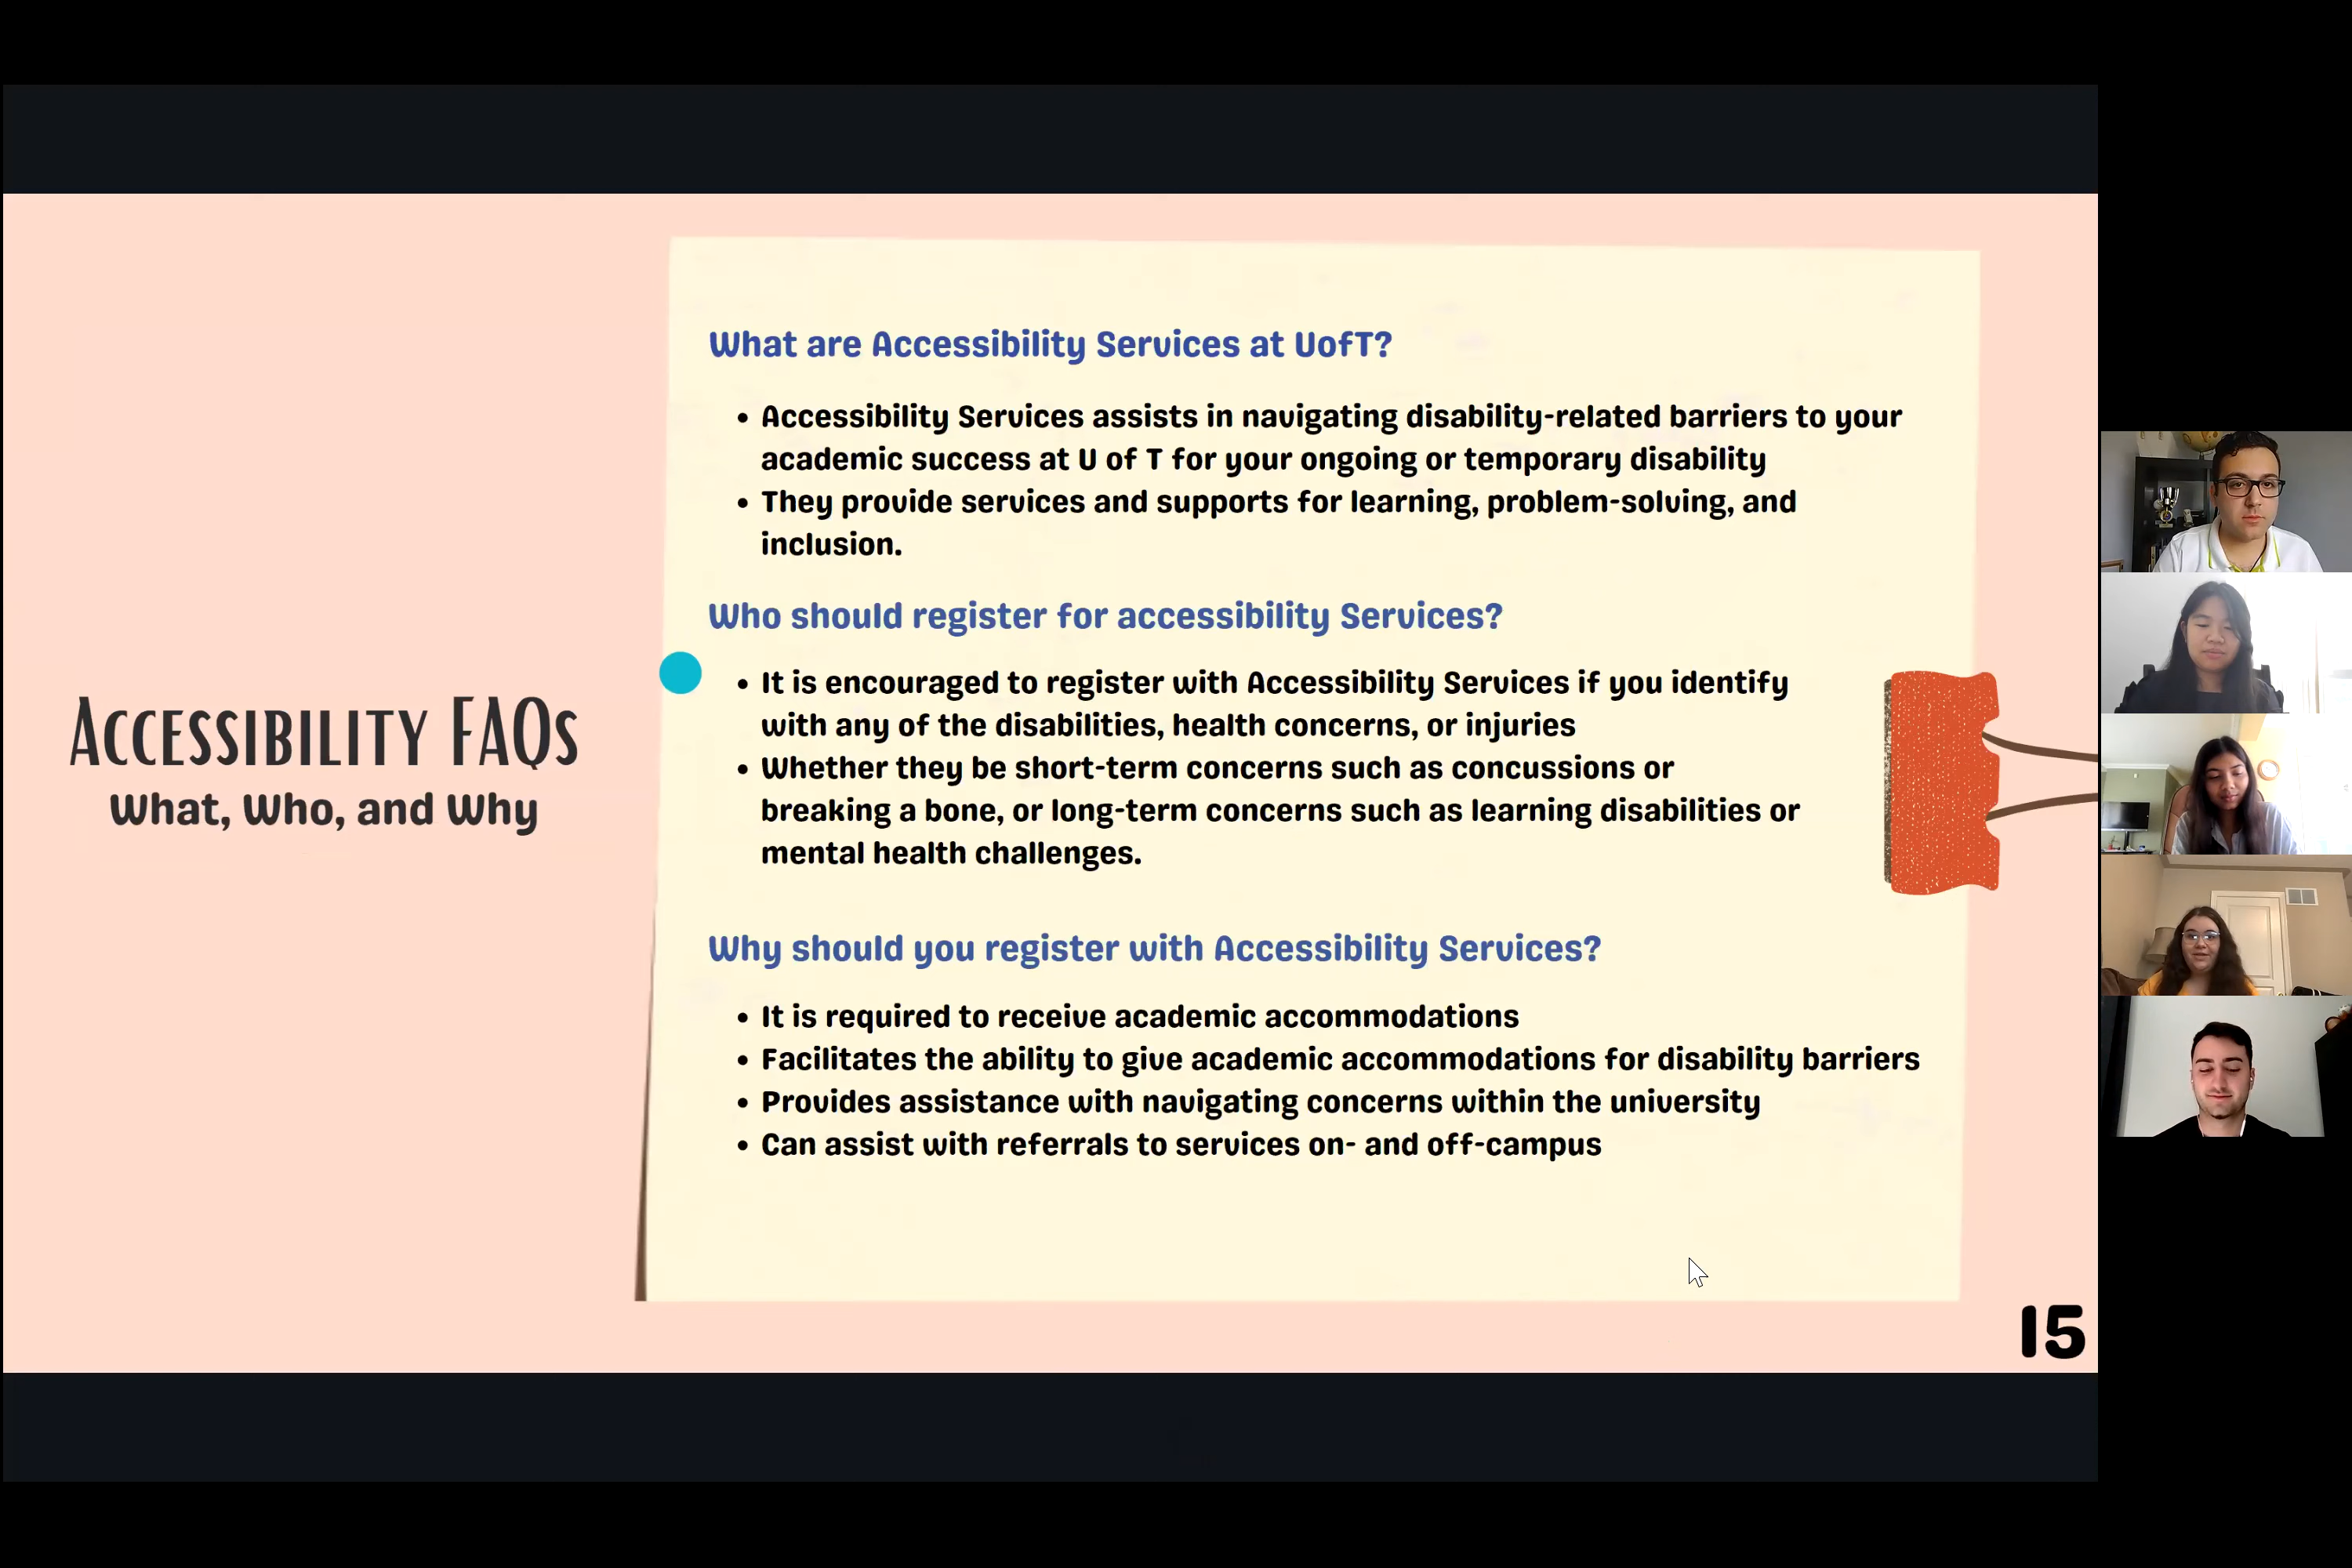 Accessibility FAQs
What, Who, and Why
What are Accessibility Services at UofT?
• Accessibility Services assists in navigating disability-related barriers to your
academic success at U of T for your ongoing or temporary disability
• They provide services and supports for learning, problem-solving, and
inclusion.
Who should register for accessibility Services?
• It is encouraged to register with Accessibility Services if you identify
with any of the disabilities, health concerns, or injuries
• Whether they be short-term concerns such as concussions or
breaking a bone, or long-term concerns such as learning disabilities or
mental health challenges.
Why should you register with Accessibility Services?
• It is required to receive academic accommodations
• Facilitates the ability to give academic accommodations for disability barriers
• Provides assistance with navigating concerns within the university
• Can assist with referrals to services on- and off-campus
15